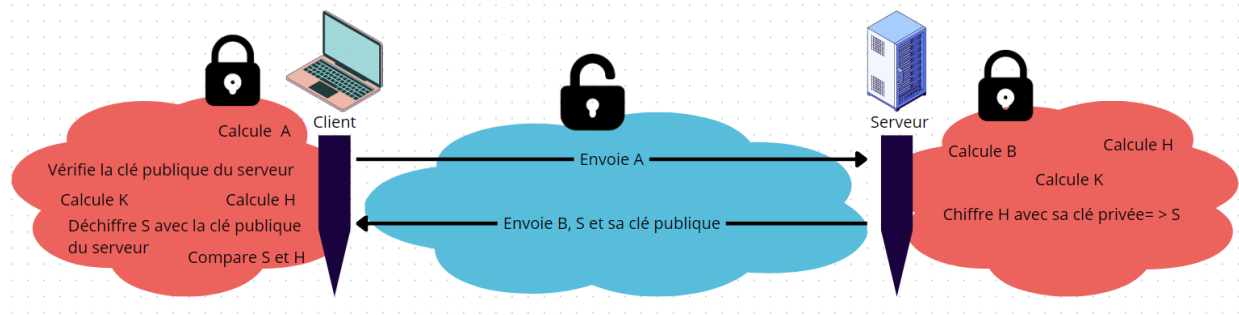 Client
Calcule A
Vérifie la clé publique du serveur
Calcule K
Calcule H
Déchiffre S avec la clé publique
du serveur
Compare S et H
Envoie A
Envoie B, S et sa clé publique
Serveur
Calcule B
Calcule H
Calcule K
Chiffre H avec sa clé privée= > S